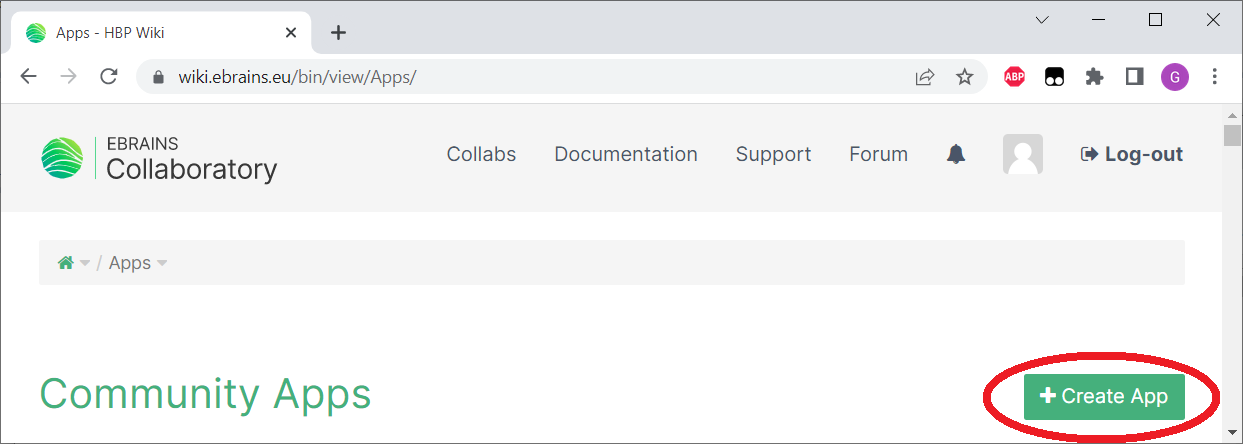 Apps - HBP Wiki
wiki.ebrains.eu/bin/view/Apps/
ABP
G
EBRAINS
Collaboratory
Collabs Documentation Support Forum Log-out
/ Apps
Community Apps
Create App